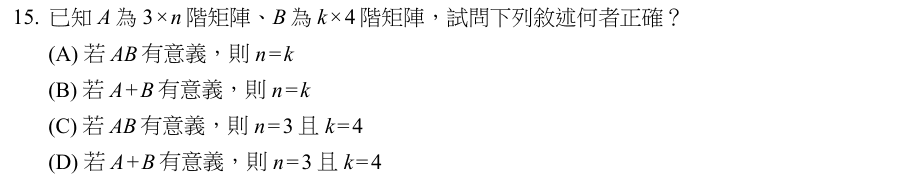 15. 已知 A 為 3×n 階矩陣、B 為 k×4 階矩陣,試問下列敘述何者正確?
(A) 若 AB 有意義,則 n=k
(B) 若 A+B 有意義,則 n=k
(C) 若 AB 有意義,則 n=3 且 k=4
(D) 若 A+B 有意義,則 n=3 且 k=4